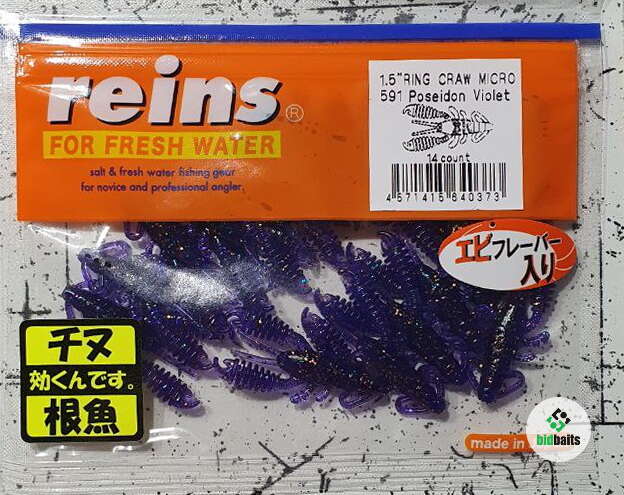 reins®
FOR FRESH WATER
salt & fresh water fishing gear
for novice and professional angler.
1.5"RING CRAW MICRO
591 Poseidon Violet
14 count
4571415840373
エビフレーバー
入り
チヌ
効くんです。
根魚
made in
bidbaits